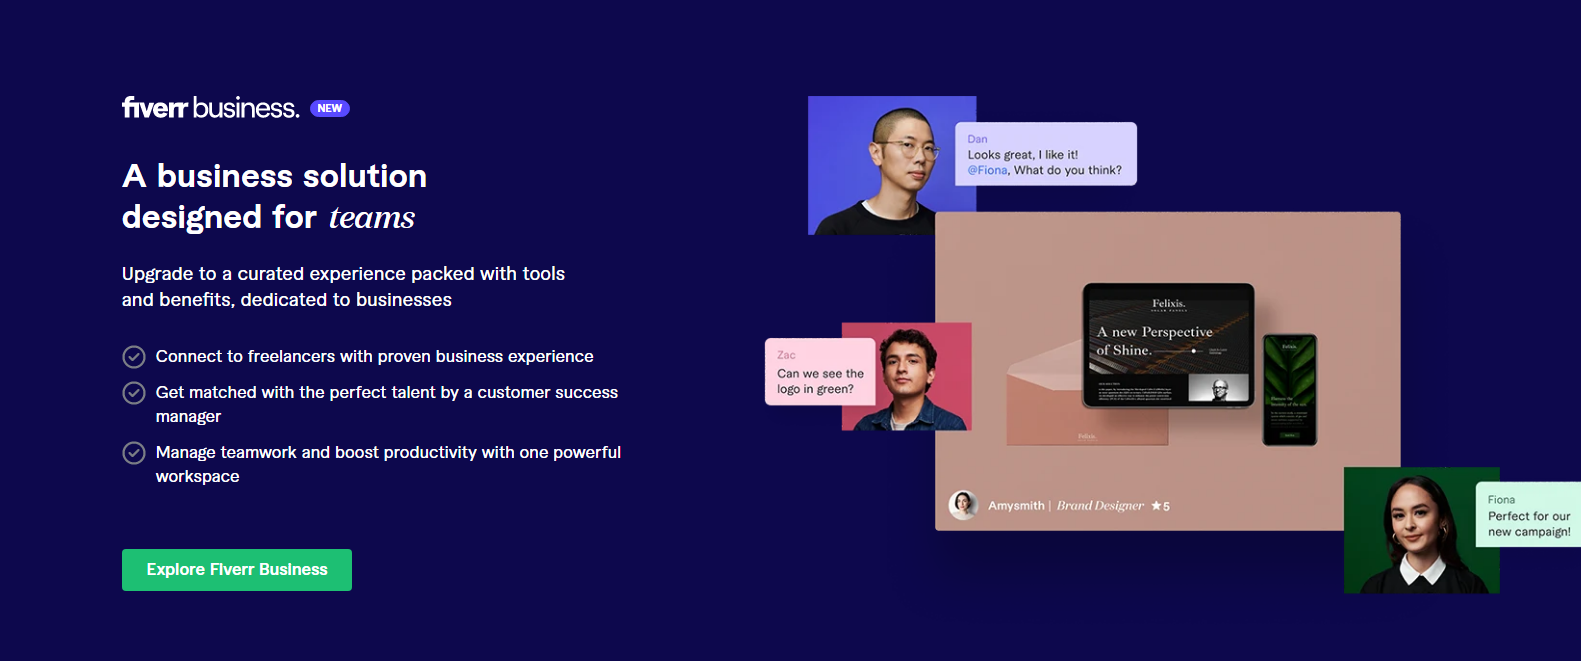 fiverr business. NEW
A business solution
designed for teams
Upgrade to a curated experience packed with tools
and benefits, dedicated to businesses
Connect to freelancers with proven business experience
Get matched with the perfect talent by a customer success
manager
Manage teamwork and boost productivity with one powerful
workspace
Explore Fiverr Business
Dan
Looks great, I like it!
@Fiona, What do you think?
Zac
Can we see the
logo in green?
Felixis.
A new Perspective
of Shine.
Felixis.
Felixis.
Amysmith | Brand Designer ★5
Fiona
Perfect for our
new campaign!